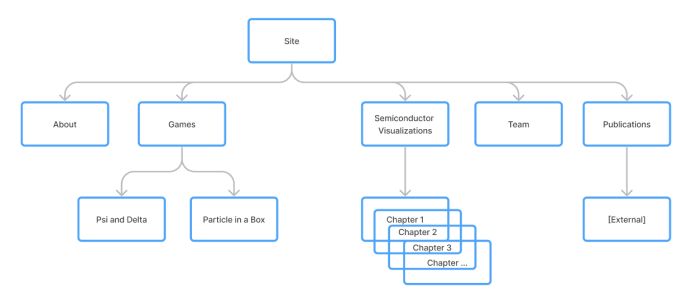 Site
About
Games
Semiconductor
Visualizations
Team
Publications
Psi and Delta
Particle in a Box
Chapter 1
Chapter 2
Chapter 3
Chapter ...
[External]